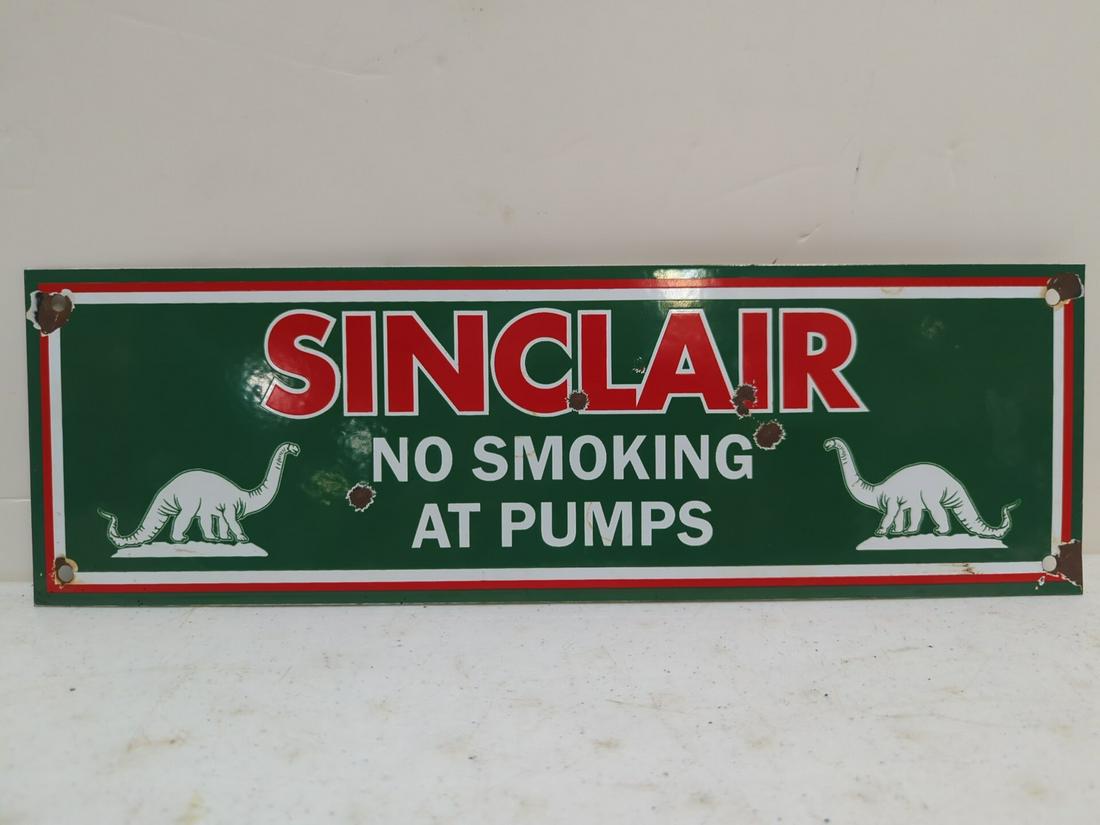 SINCLAIR
NO SMOKING
AT PUMPS